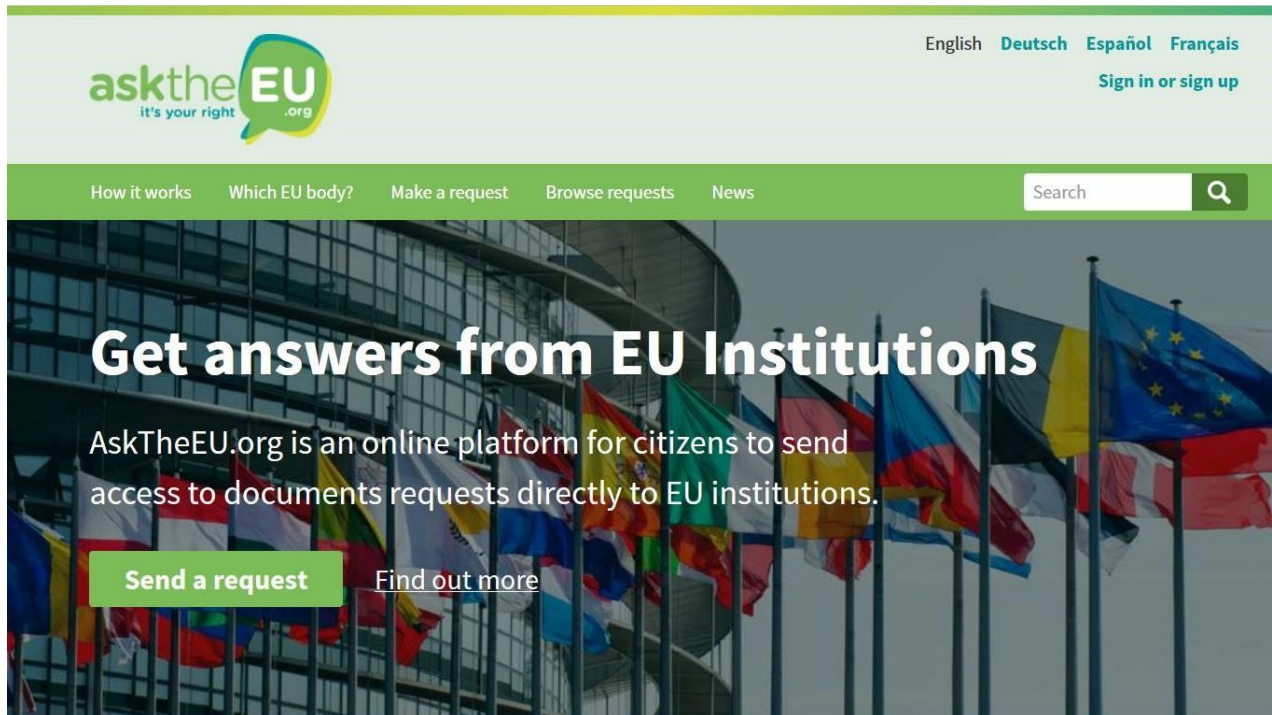 English Deutsch Español Français
Sign in or sign up
asktheEU
it's your right .org
How it works Which EU body? Make a request Browse requests News Search
Get answers from EU Institutions
AskTheEU.org is an online platform for citizens to send
access to documents requests directly to EU institutions.
Send a request Find out more